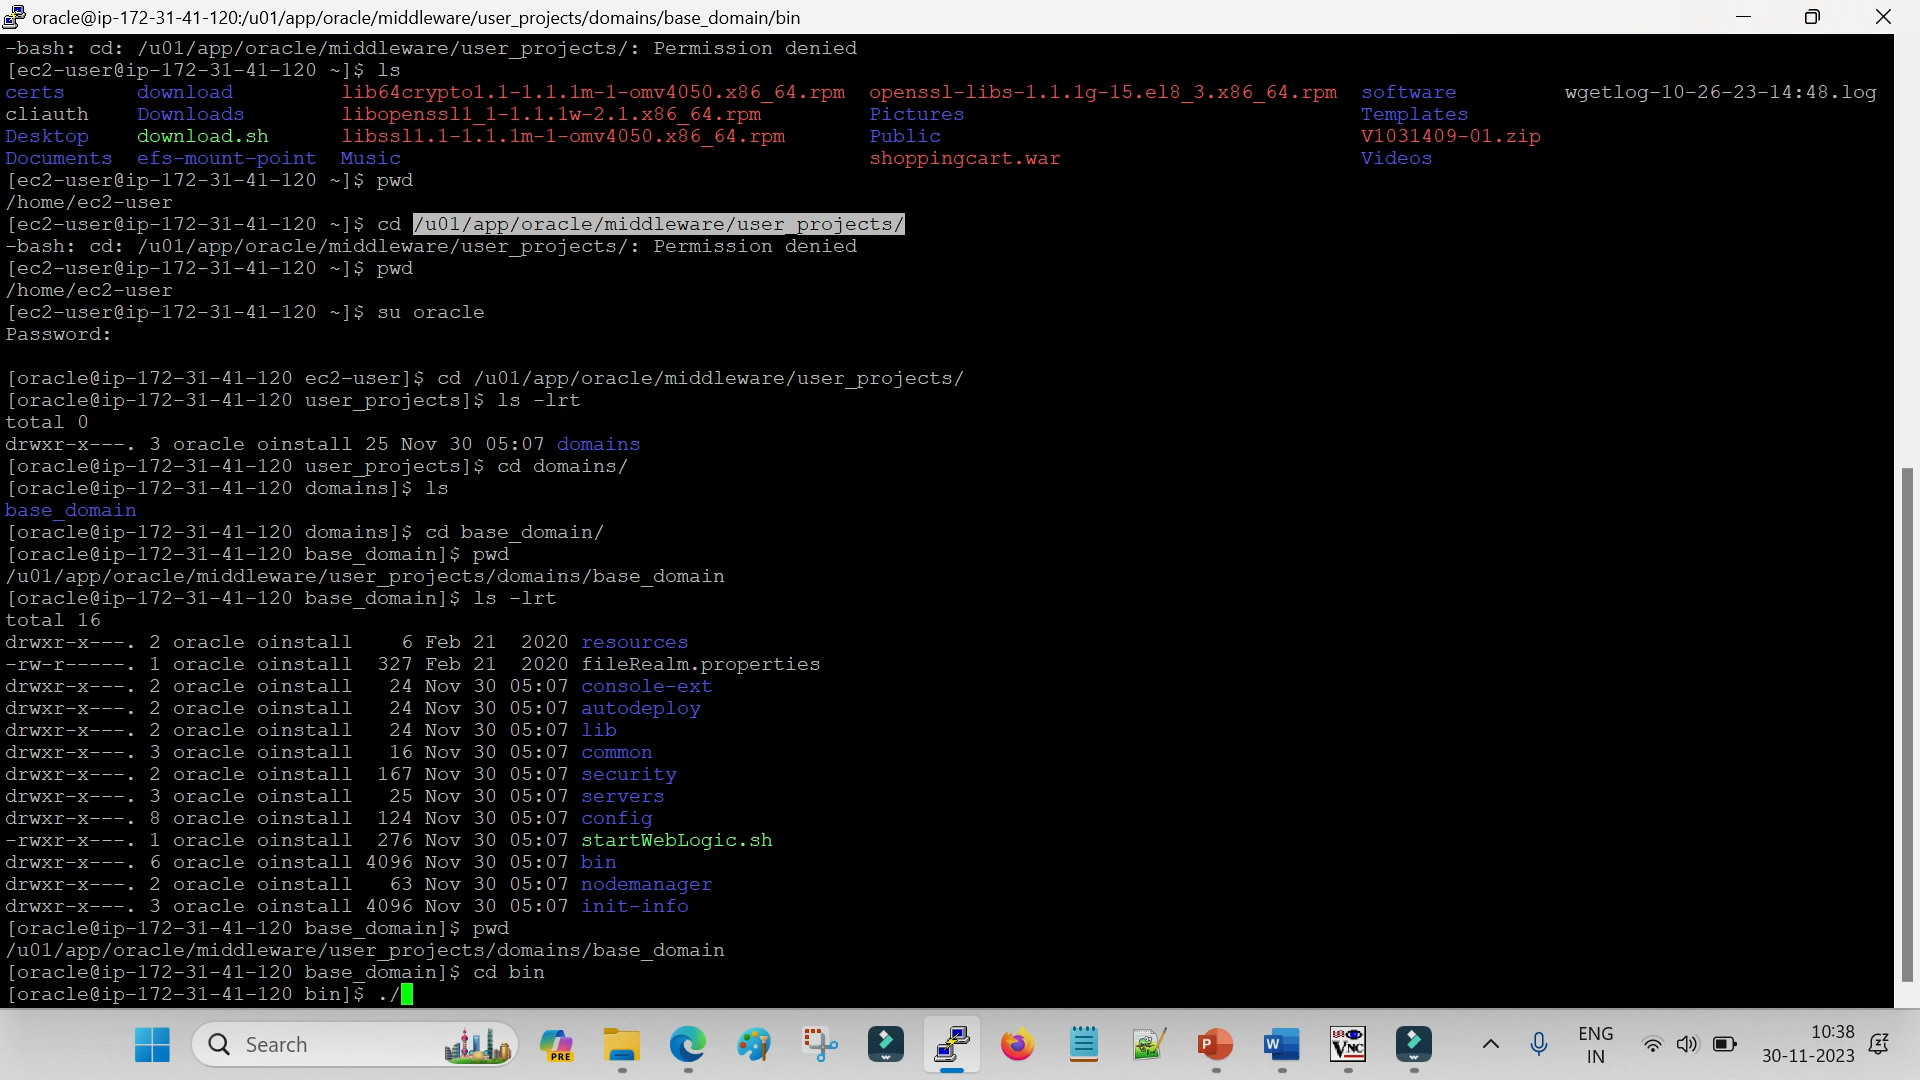 oracle@ip-172-31-41-120:/u01/app/oracle/middleware/user_projects/domains/base_domain/bin
-bash: cd: /u01/app/oracle/middleware/user_projects/: Permission denied
[ec2-user@ip-172-31-41-120 ~]$ ls
certs download lib64crypto1.1-1.1.1m-1-omv4050.x86_64.rpm openssl-libs-1.1.1g-15.el8_3.x86_64.rpm software wgetlog-10-26-23-14:48.log
cliauth Downloads libopenssl1_1-1.1.1w-2.1.x86_64.rpm Pictures Templates
Desktop download.sh libssl1.1-1.1.1m-1-omv4050.x86_64.rpm Public V1031409-01.zip
Documents efs-mount-point Music shoppingcart.war Videos
[ec2-user@ip-172-31-41-120 ~]$ pwd
/home/ec2-user
[ec2-user@ip-172-31-41-120 ~]$ cd /u01/app/oracle/middleware/user_projects/
-bash: cd: /u01/app/oracle/middleware/user_projects/: Permission denied
[ec2-user@ip-172-31-41-120 ~]$ pwd
/home/ec2-user
[ec2-user@ip-172-31-41-120 ~]$ su oracle
Password:
[oracle@ip-172-31-41-120 ec2-user]$ cd /u01/app/oracle/middleware/user_projects/
[oracle@ip-172-31-41-120 user_projects]$ ls -lrt
total 0
drwxr-x---. 3 oracle oinstall 25 Nov 30 05:07 domains
[oracle@ip-172-31-41-120 user_projects]$ cd domains/
[oracle@ip-172-31-41-120 domains]$ ls
base_domain
[oracle@ip-172-31-41-120 domains]$ cd base_domain/
[oracle@ip-172-31-41-120 base_domain]$ pwd
/u01/app/oracle/middleware/user_projects/domains/base_domain
[oracle@ip-172-31-41-120 base_domain]$ ls -lrt
total 16
drwxr-x---. 2 oracle oinstall 6 Feb 21 2020 resources
-rw-r-----. 1 oracle oinstall 327 Feb 21 2020 fileRealm.properties
drwxr-x---. 2 oracle oinstall 24 Nov 30 05:07 console-ext
drwxr-x---. 2 oracle oinstall 24 Nov 30 05:07 autodeploy
drwxr-x---. 2 oracle oinstall 24 Nov 30 05:07 lib
drwxr-x---. 3 oracle oinstall 16 Nov 30 05:07 common
drwxr-x---. 2 oracle oinstall 167 Nov 30 05:07 security
drwxr-x---. 3 oracle oinstall 25 Nov 30 05:07 servers
drwxr-x---. 8 oracle oinstall 124 Nov 30 05:07 config
-rwxr-x---. 1 oracle oinstall 276 Nov 30 05:07 startWebLogic.sh
drwxr-x---. 6 oracle oinstall 4096 Nov 30 05:07 bin
drwxr-x---. 2 oracle oinstall 63 Nov 30 05:07 nodemanager
drwxr-x---. 3 oracle oinstall 4096 Nov 30 05:07 init-info
[oracle@ip-172-31-41-120 base_domain]$ pwd
/u01/app/oracle/middleware/user_projects/domains/base_domain
[oracle@ip-172-31-41-120 base_domain]$ cd bin
[oracle@ip-172-31-41-120 bin]$ ./
Search PRE P W VNC ENG 10:38
IN 30-11-2023